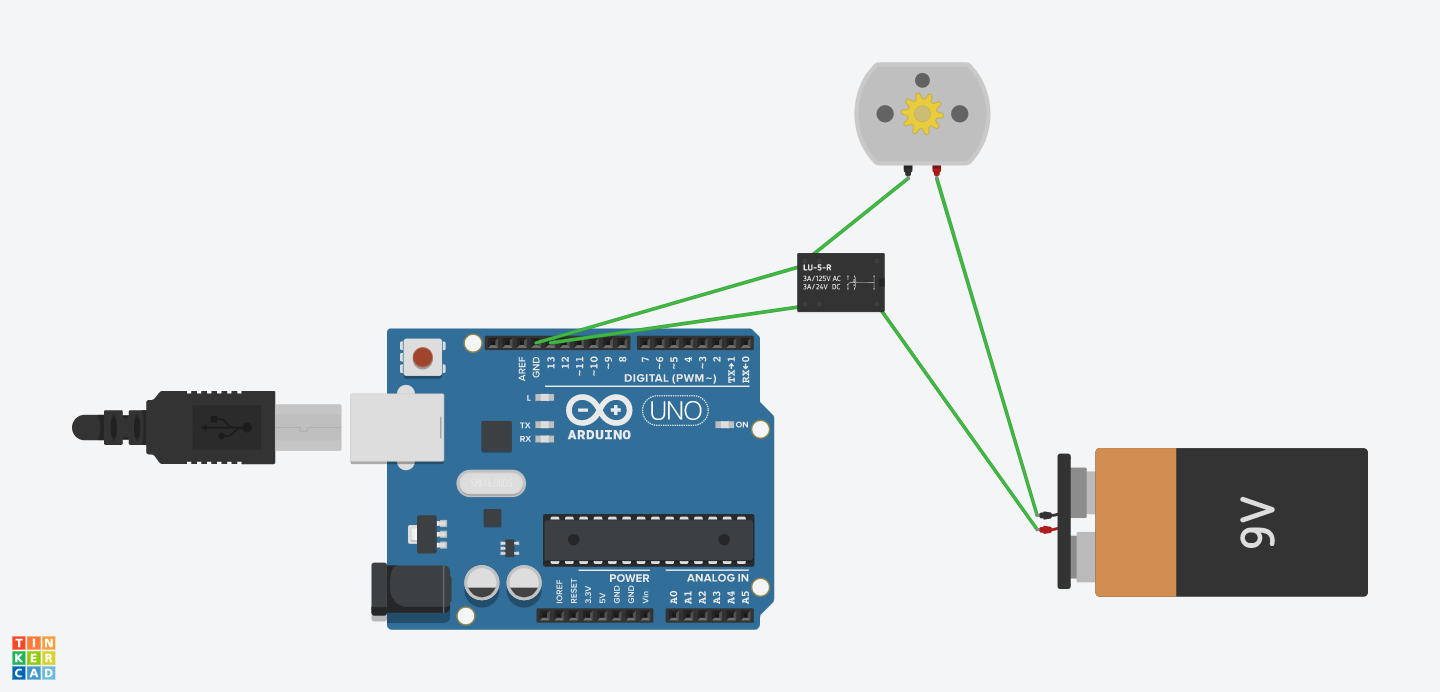 LU-5-R
3A/125V AC
3A/24V DC
AREF
GND
13
12
~11
~10
~9
8
7
~6
~5
4
~3
2
TX→1
RX←0
DIGITAL (PWM~)
L
TX
RX
UNO
ARDUINO
ON
9V
POWER
ANALOG IN
IOREF
RESET
3.3V
5V
GND
GND
Vin
A0
A1
A2
A3
A4
A5
TIN
KER
CAD